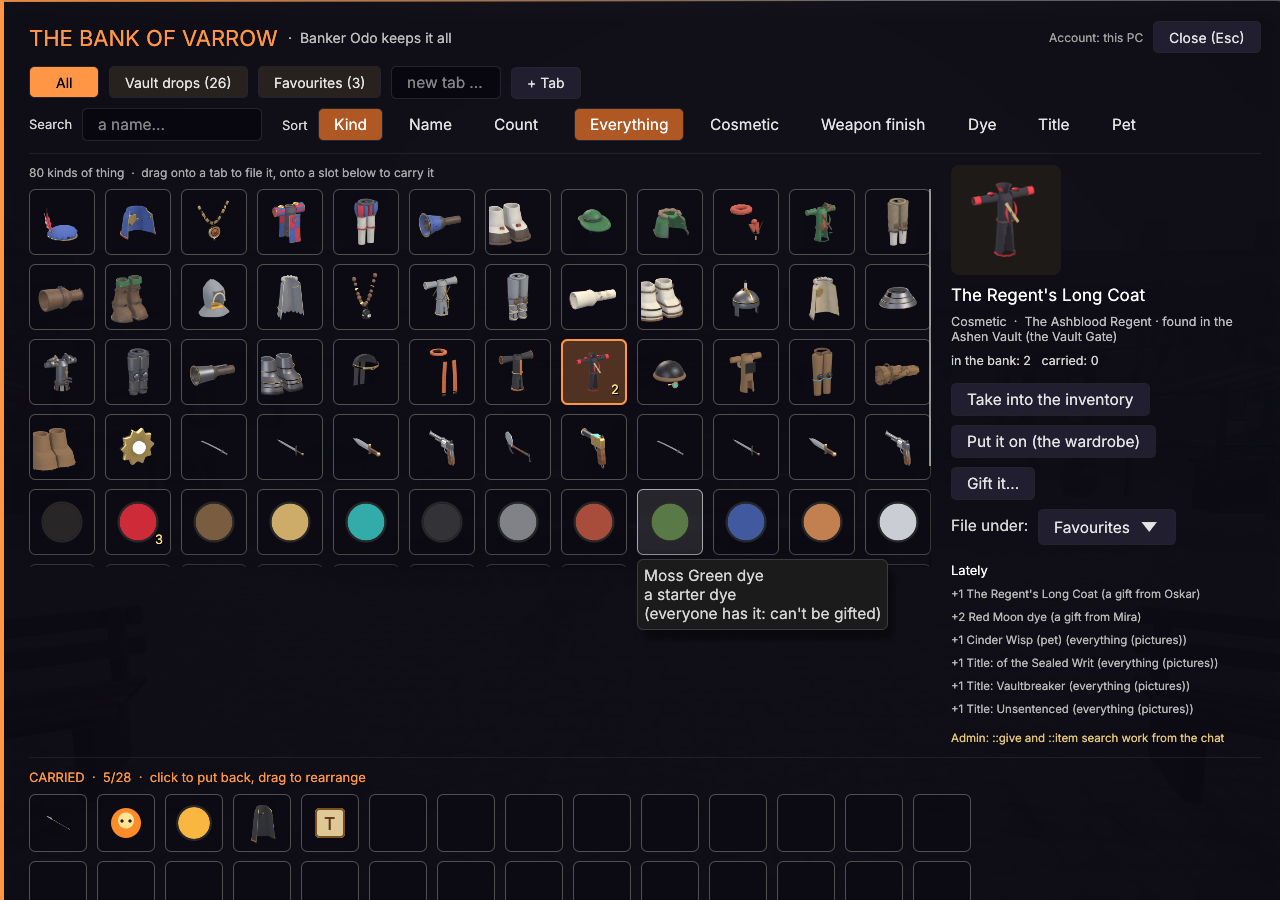 THE BANK OF VARROW · Banker Odo keeps it all
Account: this PC
Close (Esc)
All
Vault drops (26)
Favourites (3)
new tab ...
+ Tab
Search
a name...
Sort
Kind
Name
Count
Everything
Cosmetic
Weapon finish
Dye
Title
Pet
80 kinds of thing · drag onto a tab to file it, onto a slot below to carry it
2
3
Moss Green dye
a starter dye
(everyone has it: can't be gifted)
The Regent's Long Coat
Cosmetic · The Ashblood Regent · found in the
Ashen Vault (the Vault Gate)
in the bank: 2 carried: 0
Take into the inventory
Put it on (the wardrobe)
Gift it...
File under:
Favourites
Lately
+1 The Regent's Long Coat (a gift from Oskar)
+2 Red Moon dye (a gift from Mira)
+1 Cinder Wisp (pet) (everything (pictures))
+1 Title: of the Sealed Writ (everything (pictures))
+1 Title: Vaultbreaker (everything (pictures))
+1 Title: Unsentenced (everything (pictures))
Admin: ::give and ::item search work from the chat
CARRIED · 5/28 · click to put back, drag to rearrange
T